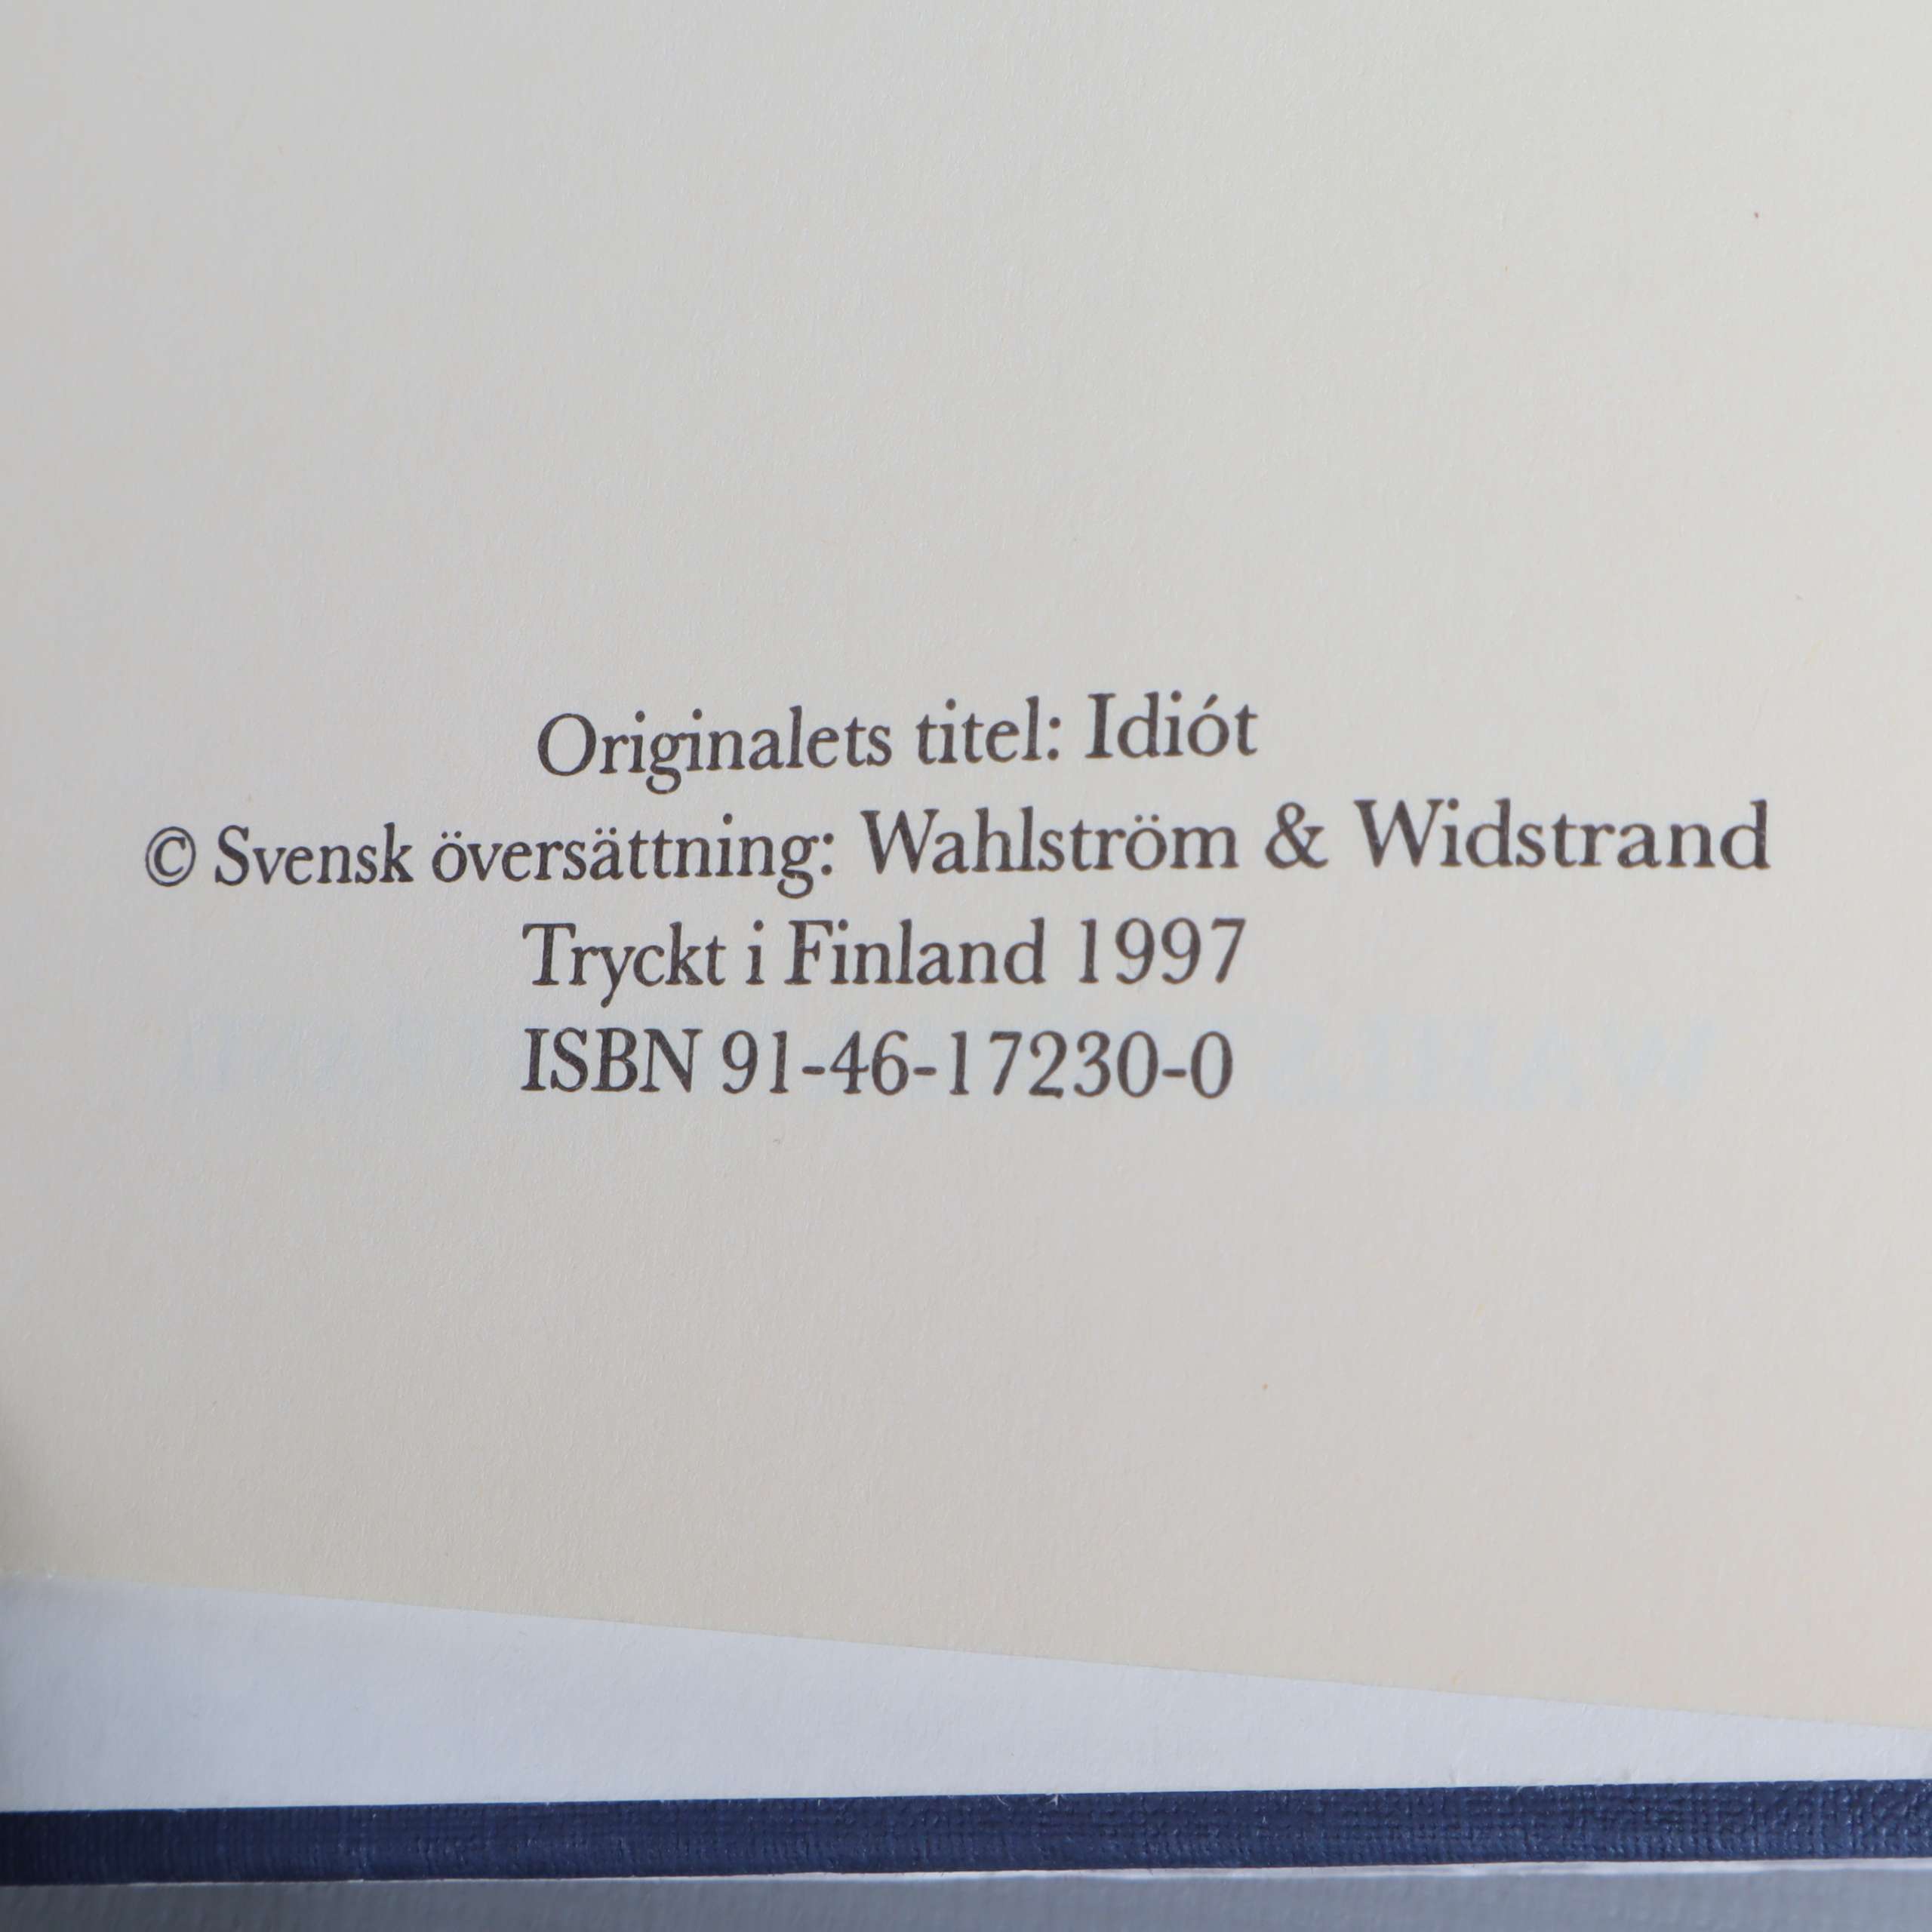 Originalets titel: Idiót
© Svensk översättning: Wahlström & Widstrand
Tryckt i Finland 1997
ISBN 91-46-17230-0